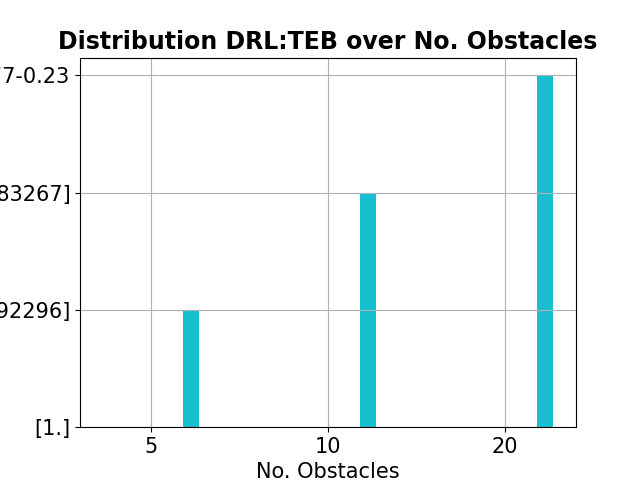 Distribution DRL:TEB over No. Obstacles
7-0.23
83267]
92296]
[1.]
5 10 20
No. Obstacles